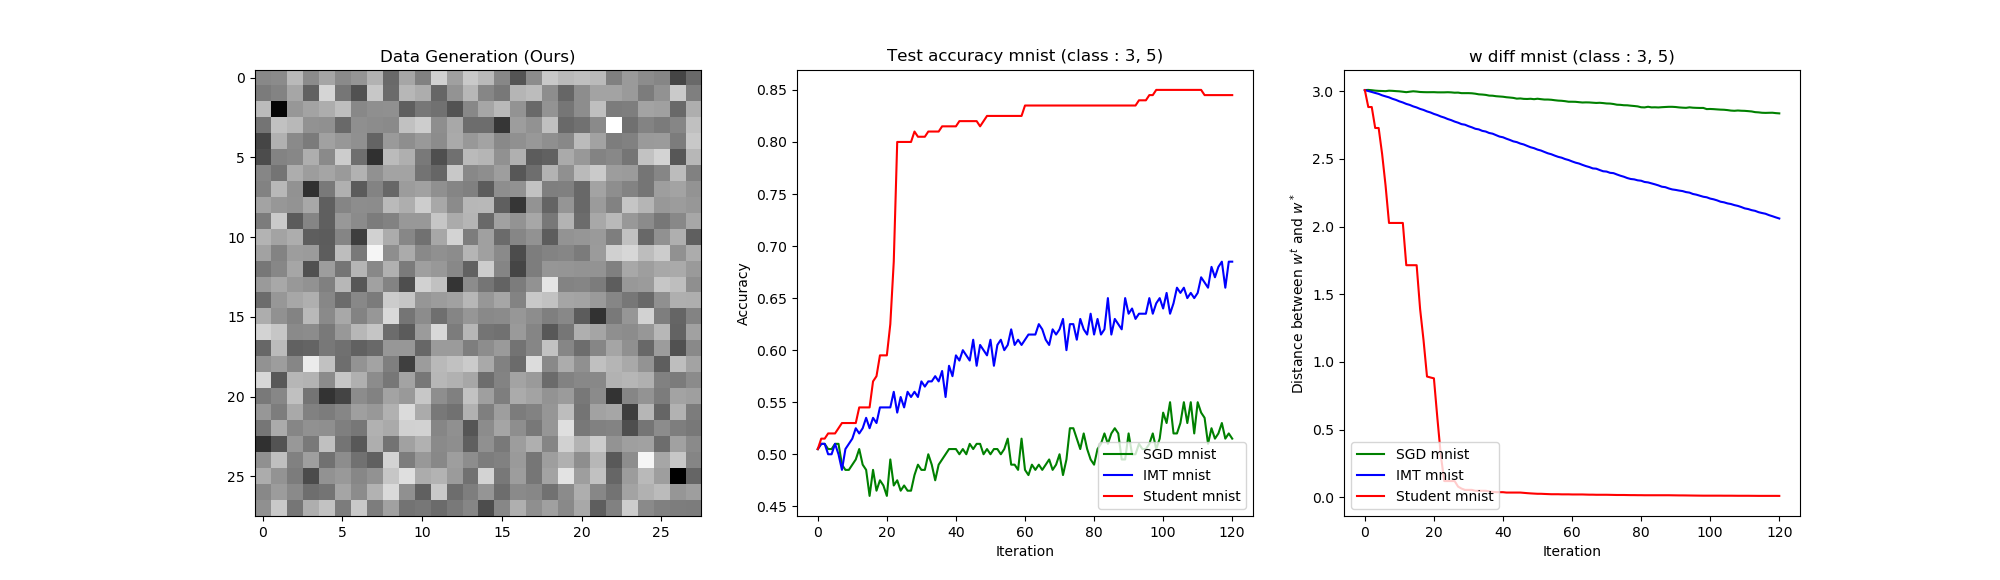 Data Generation (Ours)
0
5
10
15
20
25
0 5 10 15 20 25
Test accuracy mnist (class : 3, 5)
Accuracy
0.85
0.80
0.75
0.70
0.65
0.60
0.55
0.50
0.45
SGD mnist
IMT mnist
Student mnist
0 20 40 60 80 100 120
Iteration
w diff mnist (class : 3, 5)
Distance between w^t and w^*
3.0
2.5
2.0
1.5
1.0
0.5
0.0
SGD mnist
IMT mnist
Student mnist
0 20 40 60 80 100 120
Iteration